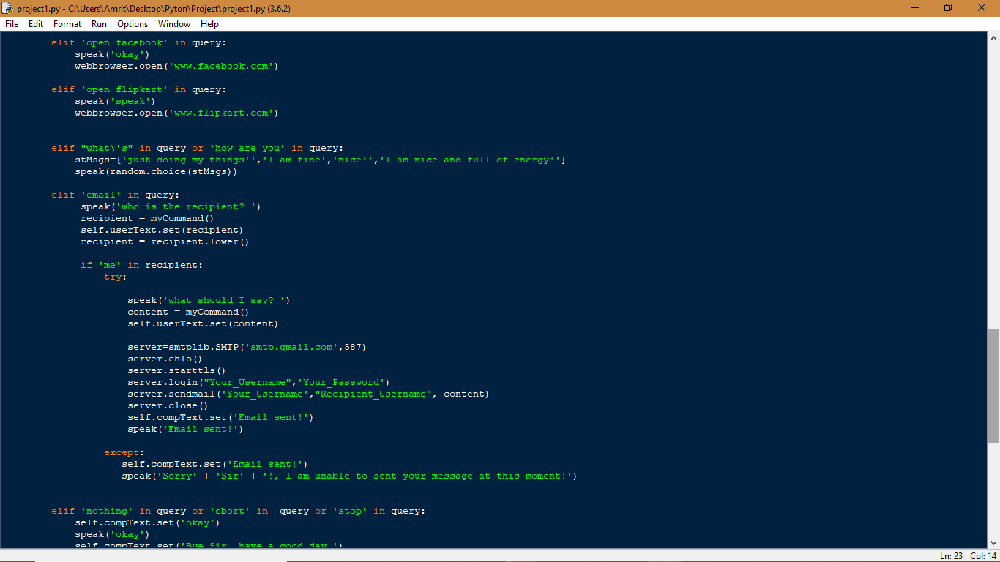 project1.py - C:\Users\Amrit\Desktop\Pyton\Project\project1.py (3.6.2)
File Edit Format Run Options Window Help
elif 'open facebook' in query:
    speak('okay')
    webbrowser.open('www.facebook.com')

elif 'open flipkart' in query:
    speak('speak')
    webbrowser.open('www.flipkart.com')


elif "what\'s" in query or 'how are you' in query:
    stMsgs=['just doing my things!','I am fine','nice!','I am nice and full of energy!']
    speak(random.choice(stMsgs))

elif 'email' in query:
     speak('who is the recipient? ')
     recipient = myCommand()
     self.userText.set(recipient)
     recipient = recipient.lower()

     if 'me' in recipient:
         try:

             speak('what should I say? ')
             content = myCommand()
             self.userText.set(content)

             server=smtplib.SMTP('smtp.gmail.com',587)
             server.ehlo()
             server.starttls()
             server.login("Your_Username",'Your_Password')
             server.sendmail('Your_Username',"Recipient_Username", content)
             server.close()
             self.compText.set('Email sent!')
             speak('Email sent!')

         except:
            self.compText.set('Email sent!')
            speak('Sorry' + 'Sir' + '!, I am unable to sent your message at this moment!')


elif 'nothing' in query or 'obort' in  query or 'stop' in query:
    self.compText.set('okay')
    speak('okay')
    self.compText.set('Bye Sir, have a good day.')
Ln: 23 Col: 14